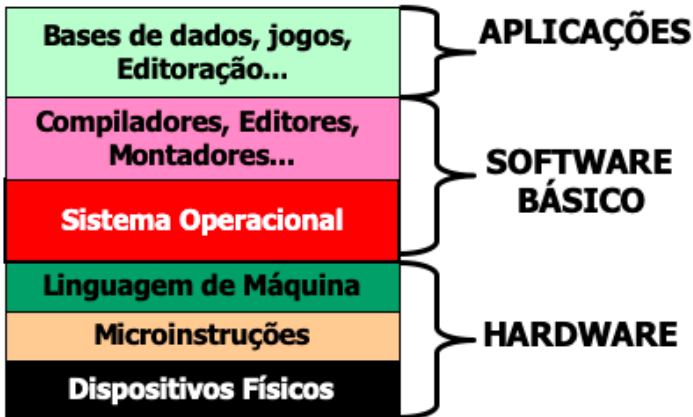 Bases de dados, jogos,
Editoração...
APLICAÇÕES
Compiladores, Editores,
Montadores...
SOFTWARE
BÁSICO
Sistema Operacional
Linguagem de Máquina
Microinstruções
HARDWARE
Dispositivos Físicos